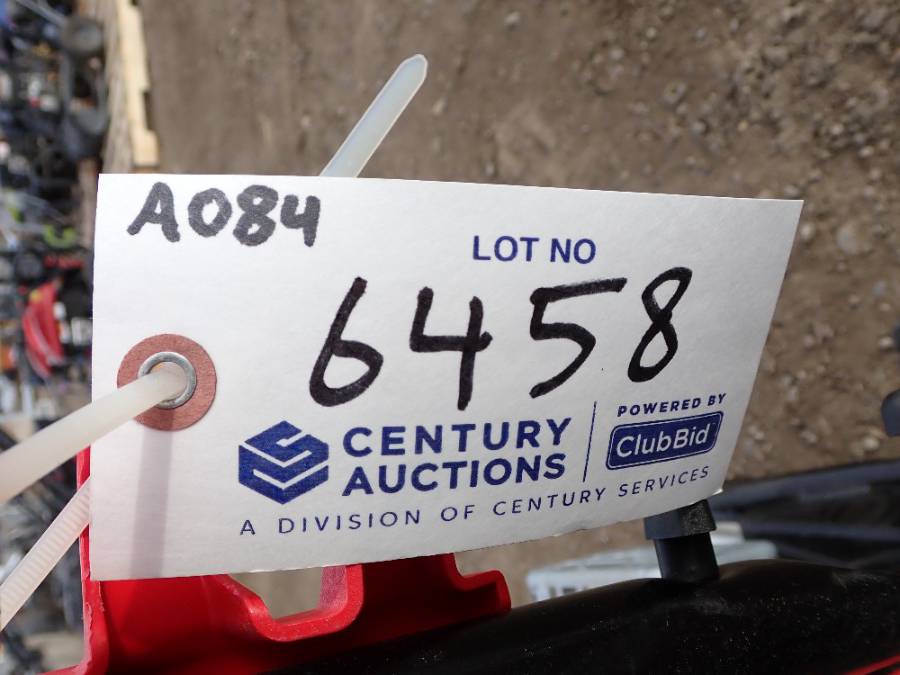 A084
LOT NO
6458
CENTURY
AUCTIONS
POWERED BY
ClubBid
A DIVISION OF CENTURY SERVICES